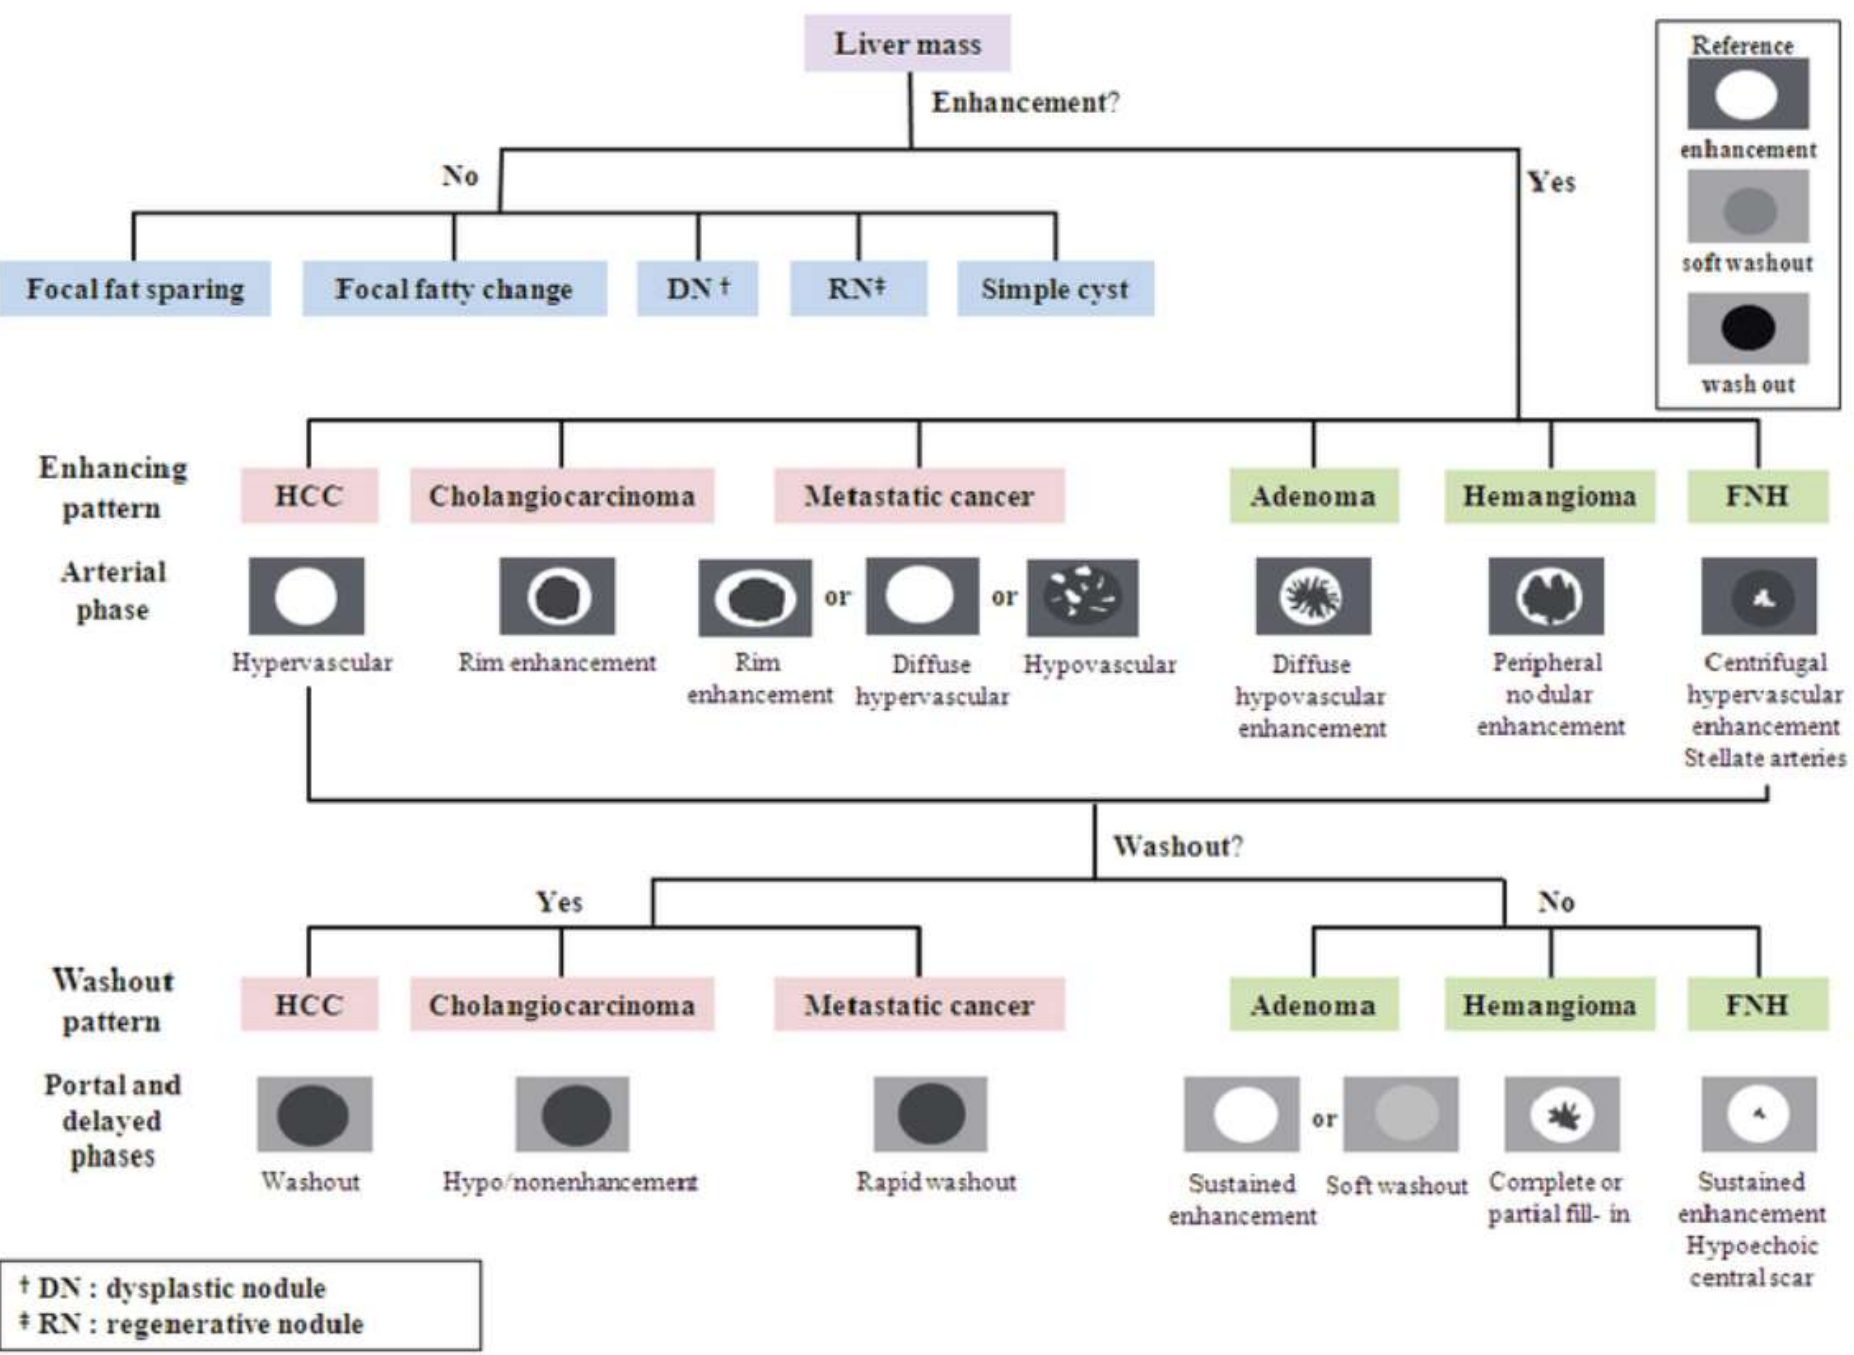 Liver mass
Enhancement?
No
Yes
Reference
enhancement
soft washout
wash out
Focal fat sparing
Focal fatty change
DN †
RN‡
Simple cyst
Enhancing
pattern
HCC
Cholangiocarcinoma
Metastatic cancer
Adenoma
Hemangioma
FNH
Arterial
phase
or
or
Hypervascular
Rim enhancement
Rim
enhancement
Diffuse
hypervascular
Hypovascular
Diffuse
hypovascular
enhancement
Peripheral
nodular
enhancement
Centrifugal
hypervascular
enhancement
Stellate arteries
Washout?
Yes
No
Washout
pattern
HCC
Cholangiocarcinoma
Metastatic cancer
Adenoma
Hemangioma
FNH
Portal and
delayed
phases
or
Washout
Hypo/nonenhancement
Rapid washout
Sustained
enhancement
Soft washout
Complete or
partial fill- in
Sustained
enhancement
Hypoechoic
central scar
† DN : dysplastic nodule
‡ RN : regenerative nodule